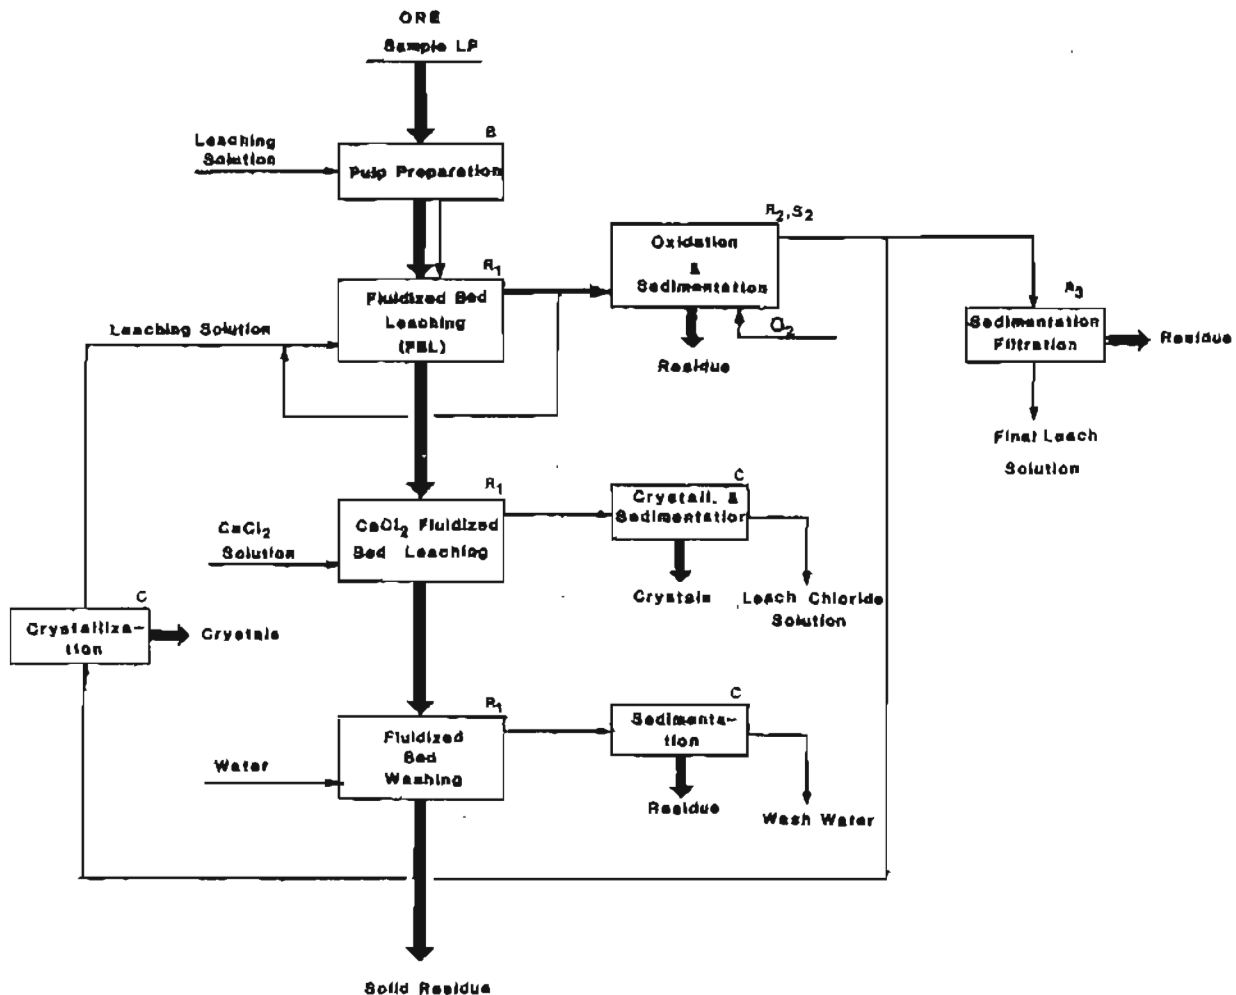 ORE
Sample LP
B
Leaching
Solution
Pulp Preparation
R2,S2
Oxidation
&
Sedimentation
R1
Fluidized Bed
Leaching
(FBL)
Leaching Solution
Cl2
Residue
R3
Sedimentation
Filtration
Residue
Final Leach
Solution
R1
CaCl2 Fluidized
Bed Leaching
CaCl2
Solution
C
Crystall. &
Sedimentation
Crystals
Leach Chloride
Solution
C
Crystalliza-
tion
Crystals
R1
Fluidized
Bed
Washing
Water
C
Sedimenta-
tion
Residue
Wash Water
Solid Residue